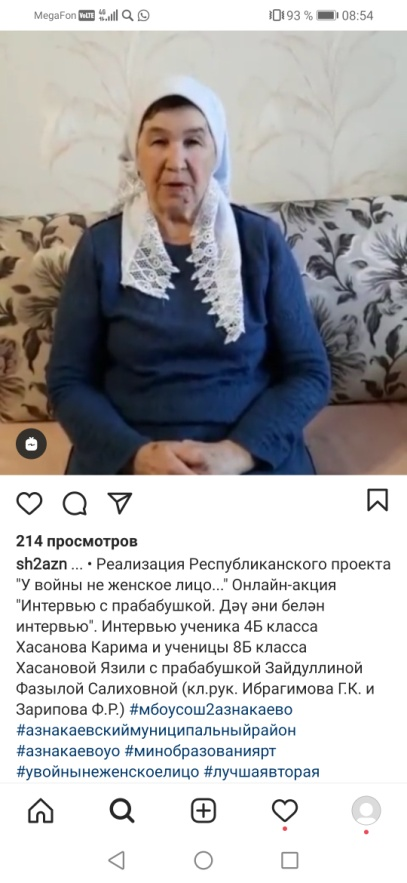 MegaFon VoLTE 4G 93 % 08:54
214 просмотров
sh2azn ... • Реализация Республиканского проекта
"У войны не женское лицо..." Онлайн-акция
"Интервью с прабабушкой. Дәү әни белән
интервью". Интервью ученика 4Б класса
Хасанова Карима и ученицы 8Б класса
Хасановой Язили с прабабушкой Зайдуллиной
Фазылой Салиховной (кл.рук. Ибрагимова Г.К. и
Зарипова Ф.Р.) #мбоусош2азнакаево
#азнакаевскиймуниципальныйрайон
#азнакаевоуо #минобразованиярт
#увойнынеженскоелицо #лучшаявторая